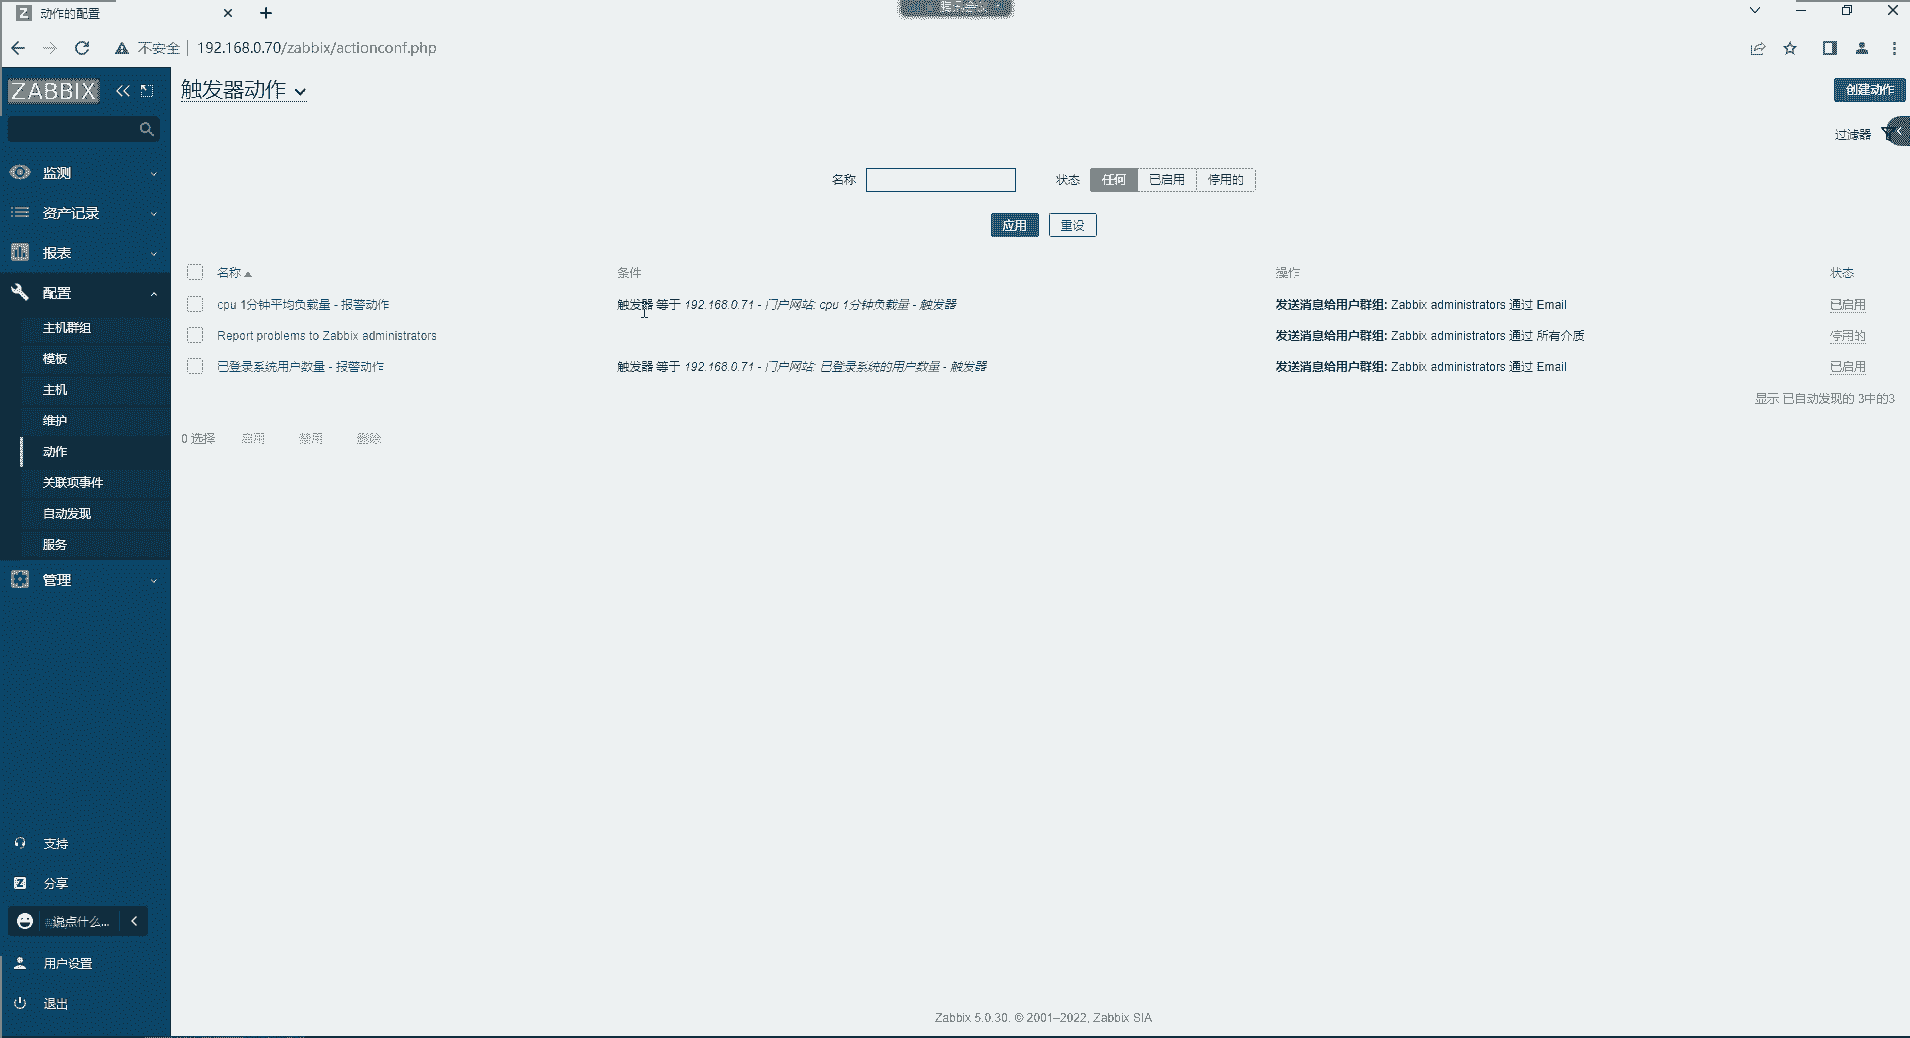 动作的配置
腾讯会议
不安全 192.168.0.70/zabbix/actionconf.php
ZABBIX
触发器动作
创建动作
过滤器
监测
资产记录
报表
配置
主机群组
模板
主机
维护
动作
关联项事件
自动发现
服务
管理
支持
分享
说点什么...
用户设置
退出
名称 状态 任何 已启用 停用的
应用 重设
名称 条件 操作 状态
cpu 1分钟平均负载量 - 报警动作 触发器 等于 192.168.0.71 - 门户网站: cpu 1分钟负载量 - 触发器 发送消息给用户群组: Zabbix administrators 通过 Email 已启用
Report problems to Zabbix administrators 发送消息给用户群组: Zabbix administrators 通过 所有介质 停用的
已登录系统用户数量 - 报警动作 触发器 等于 192.168.0.71 - 门户网站: 已登录系统的用户数量 - 触发器 发送消息给用户群组: Zabbix administrators 通过 Email 已启用
显示 已自动发现的 3中的3
0 选择 启用 禁用 删除
Zabbix 5.0.30. © 2001–2022, Zabbix SIA